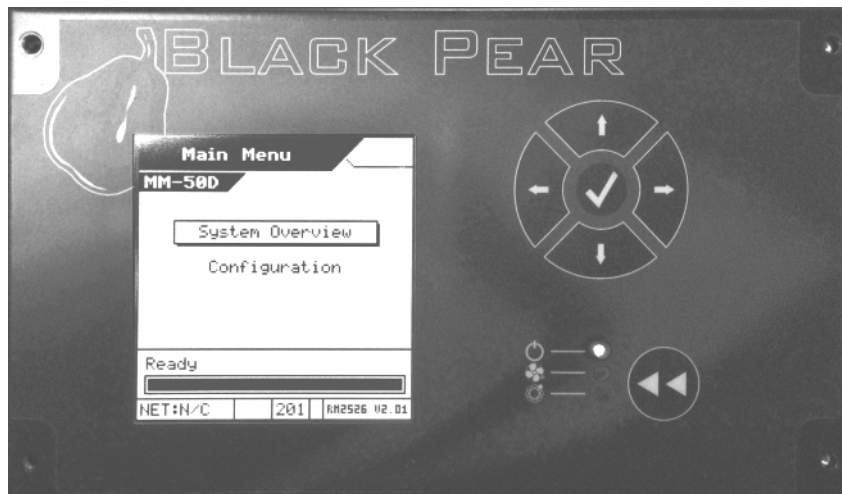 BLACK PEAR
Main Menu
MM-50D
System Overview
Configuration
Ready
NET:N/C 201 RM2526 V2.01